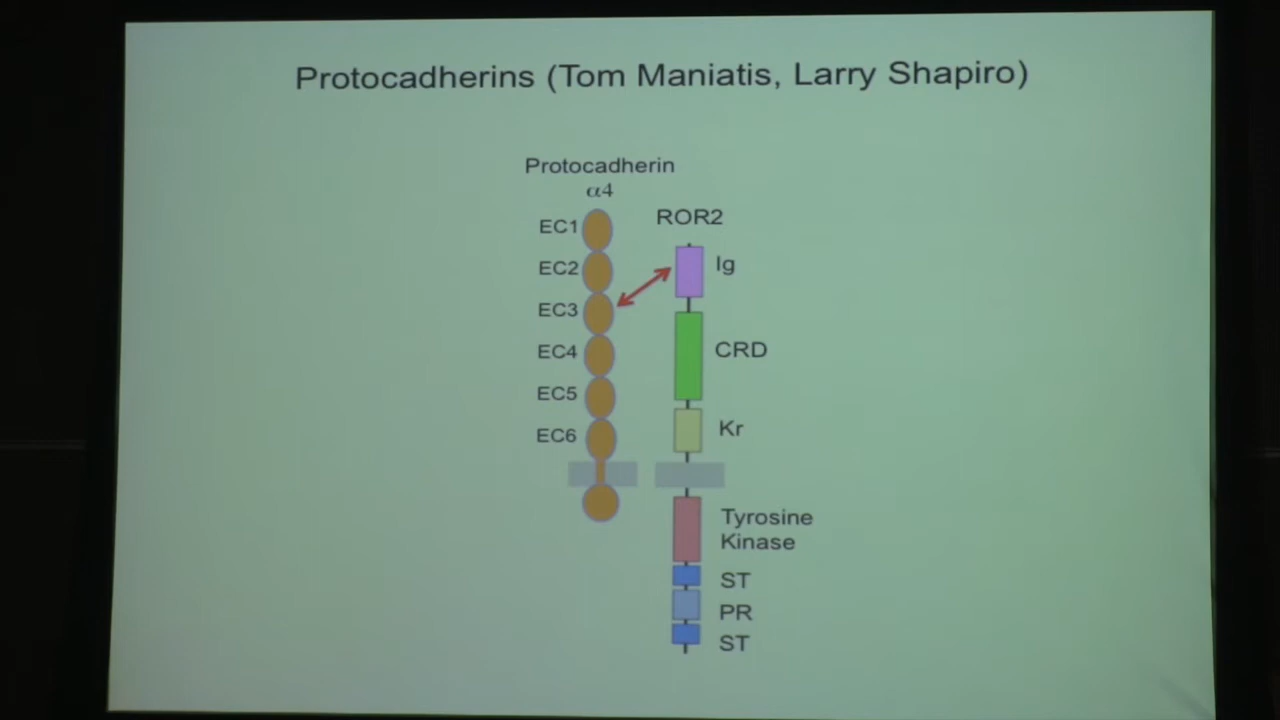 Protocadherins (Tom Maniatis, Larry Shapiro)
Protocadherin
α4
ROR2
EC1
EC2
EC3
EC4
EC5
EC6
Ig
CRD
Kr
Tyrosine
Kinase
ST
PR
ST